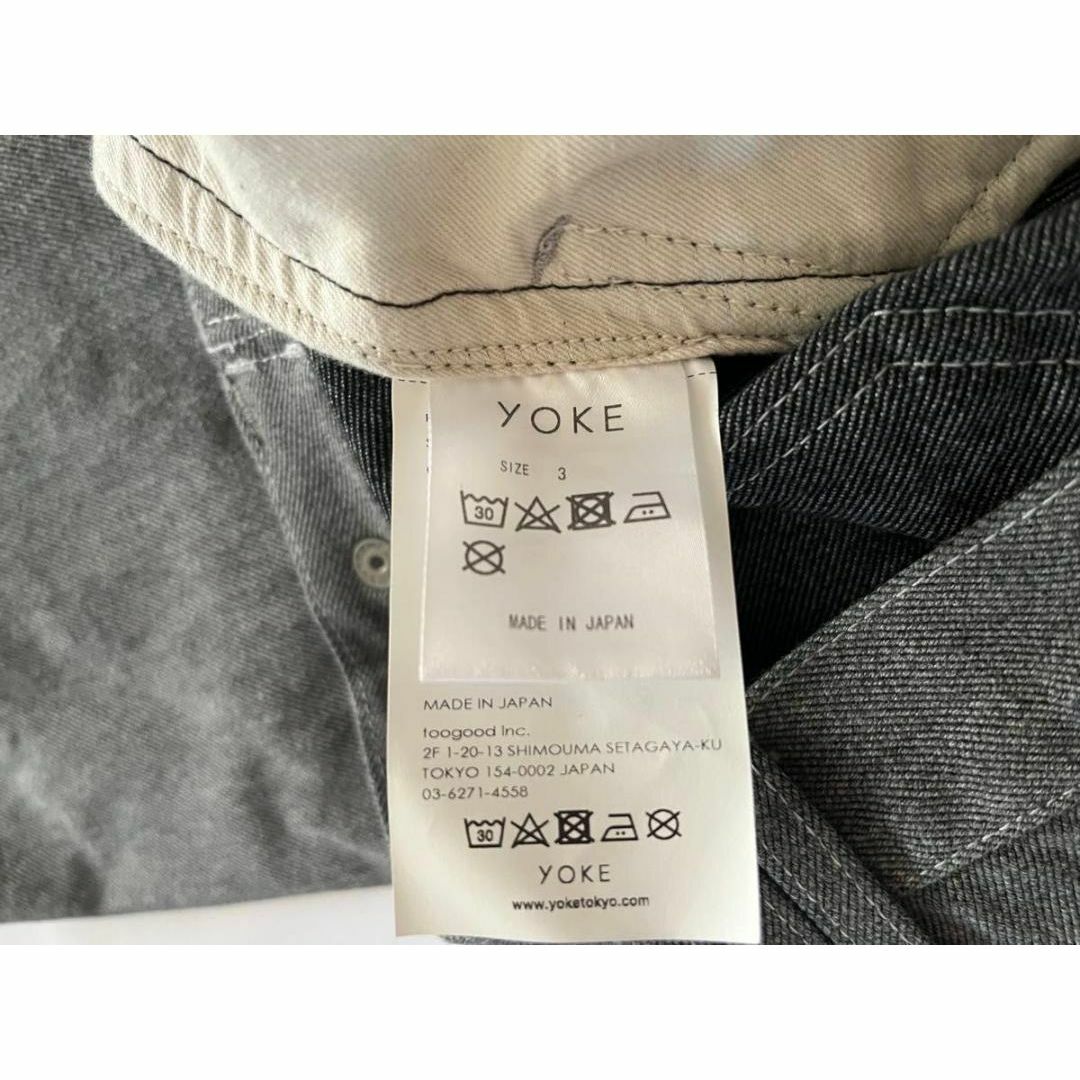 YOKE
SIZE 3
30
MADE IN JAPAN
MADE IN JAPAN
toogood Inc.
2F 1-20-13 SHIMOUMA SETAGAYA-KU
TOKYO 154-0002 JAPAN
03-6271-4558
30
YOKE
www.yoketokyo.com